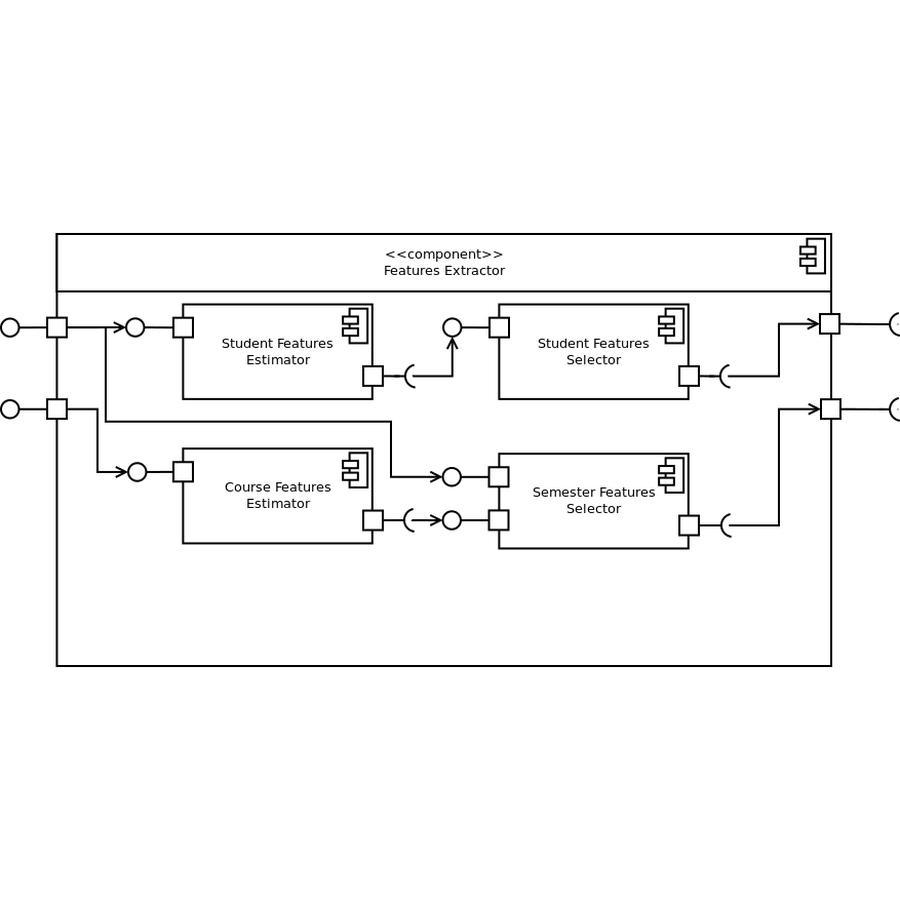 <<component>>
Features Extractor
Student Features
Estimator
Student Features
Selector
Course Features
Estimator
Semester Features
Selector